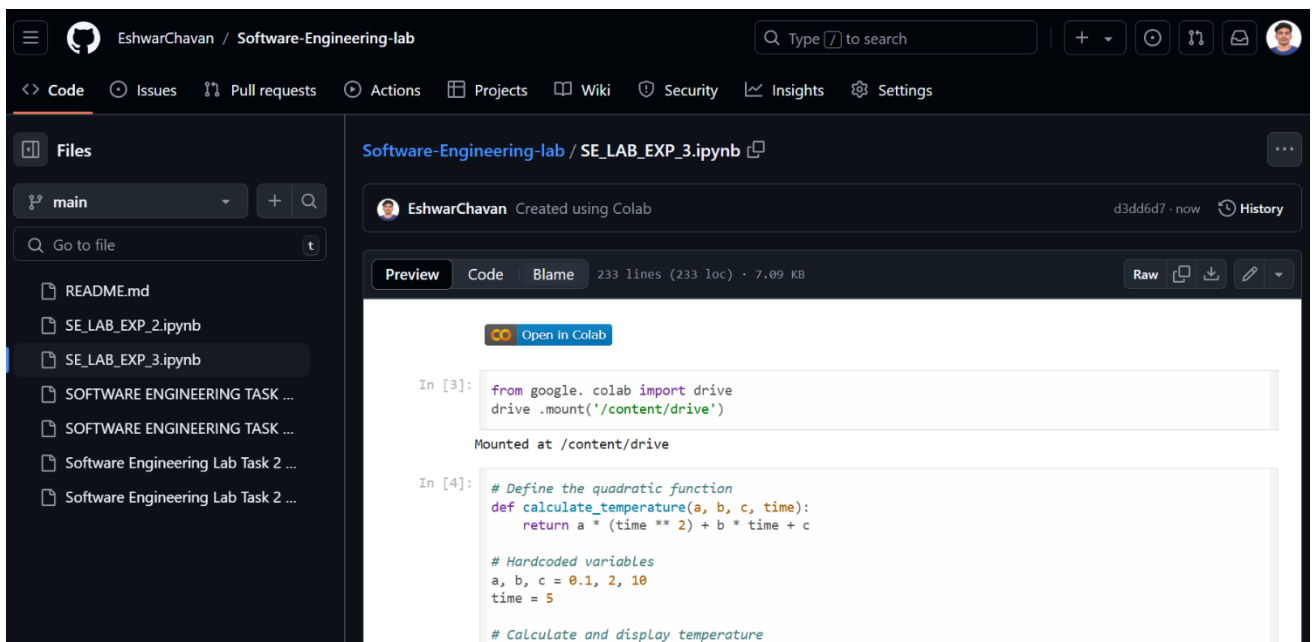 EshwarChavan / Software-Engineering-lab
Type / to search
Code Issues Pull requests Actions Projects Wiki Security Insights Settings
Files
main
Go to file t
README.md
SE_LAB_EXP_2.ipynb
SE_LAB_EXP_3.ipynb
SOFTWARE ENGINEERING TASK ...
SOFTWARE ENGINEERING TASK ...
Software Engineering Lab Task 2 ...
Software Engineering Lab Task 2 ...
Software-Engineering-lab / SE_LAB_EXP_3.ipynb
EshwarChavan Created using Colab d3dd6d7 · now History
Preview Code Blame 233 lines (233 loc) · 7.09 KB Raw
Open in Colab
In [3]: from google. colab import drive
drive .mount('/content/drive')
Mounted at /content/drive
In [4]: # Define the quadratic function
def calculate_temperature(a, b, c, time):
    return a * (time ** 2) + b * time + c
# Hardcoded variables
a, b, c = 0.1, 2, 10
time = 5
# Calculate and display temperature